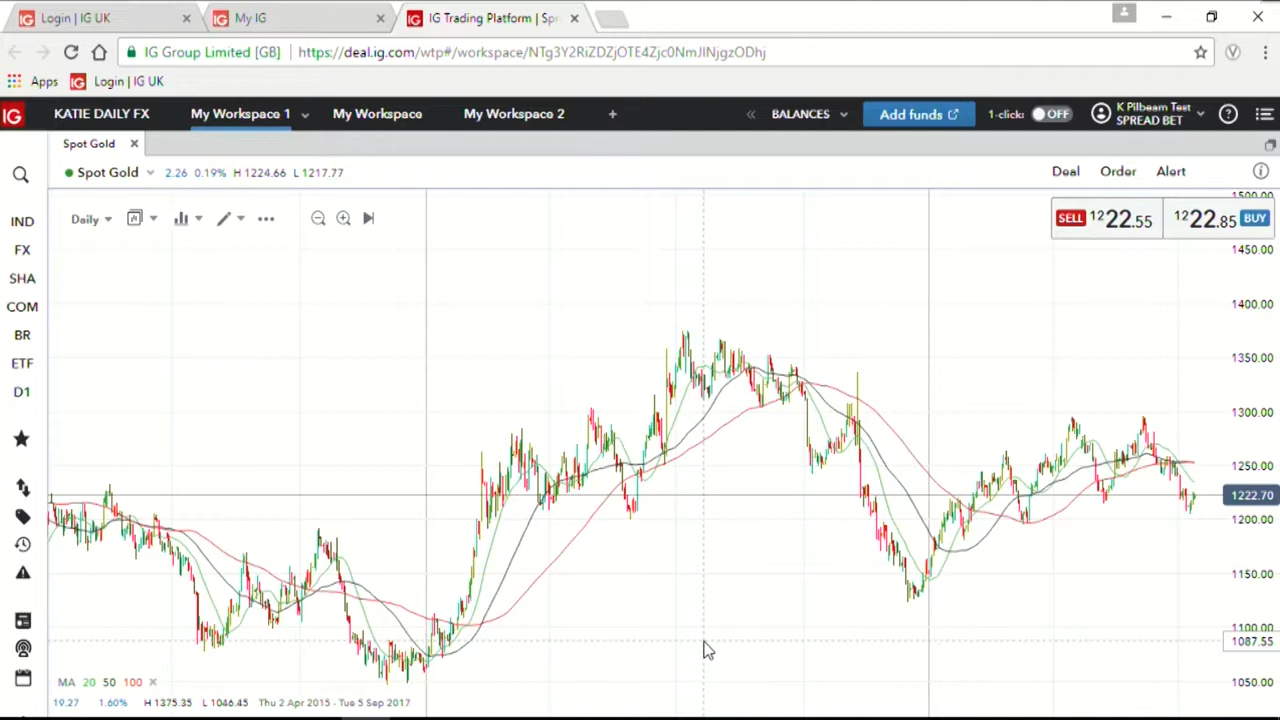 IG Login | IG UK
IG My IG
IG IG Trading Platform | Spr
IG Group Limited [GB] https://deal.ig.com/wtp#/workspace/NTg3Y2RiZDZjOTE4Zjc0NmJlNjgzODhj
Apps IG Login | IG UK
IG KATIE DAILY FX My Workspace 1 My Workspace My Workspace 2 + « BALANCES Add funds 1-click: OFF K Pilbeam Test
SPREAD BET
Spot Gold
Spot Gold 2.26 0.19% H 1224.66 L 1217.77 Deal Order Alert
Daily
SELL 1222.55 1222.85 BUY
IND
FX
SHA
COM
BR
ETF
D1
1500.00
1450.00
1400.00
1350.00
1300.00
1250.00
1222.70
1200.00
1150.00
1100.00
1087.55
1050.00
MA 20 50 100
19.27 1.60% H 1375.35 L 1046.45 Thu 2 Apr 2015 - Tue 5 Sep 2017